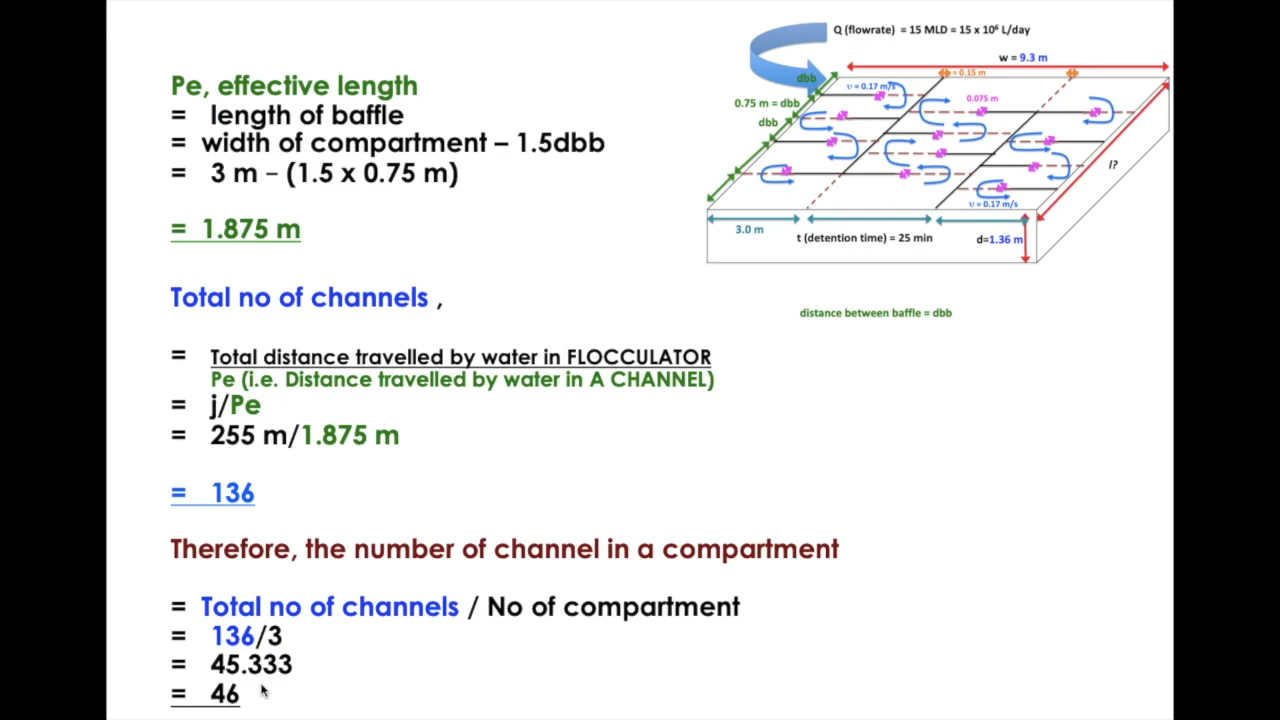 Pe, effective length
= length of baffle
= width of compartment – 1.5dbb
= 3 m – (1.5 x 0.75 m)
= 1.875 m
Total no of channels ,
= Total distance travelled by water in FLOCCULATOR
Pe (i.e. Distance travelled by water in A CHANNEL)
= j/Pe
= 255 m/1.875 m
= 136
Therefore, the number of channel in a compartment
= Total no of channels / No of compartment
= 136/3
= 45.333
= 46
Q (flowrate) = 15 MLD = 15 x 10⁶ L/day
w = 9.3 m
= 0.15 m
dbb
υ = 0.17 m/s
0.075 m
0.75 m = dbb
dbb
l?
υ = 0.17 m/s
3.0 m
t (detention time) = 25 min
d=1.36 m
distance between baffle = dbb